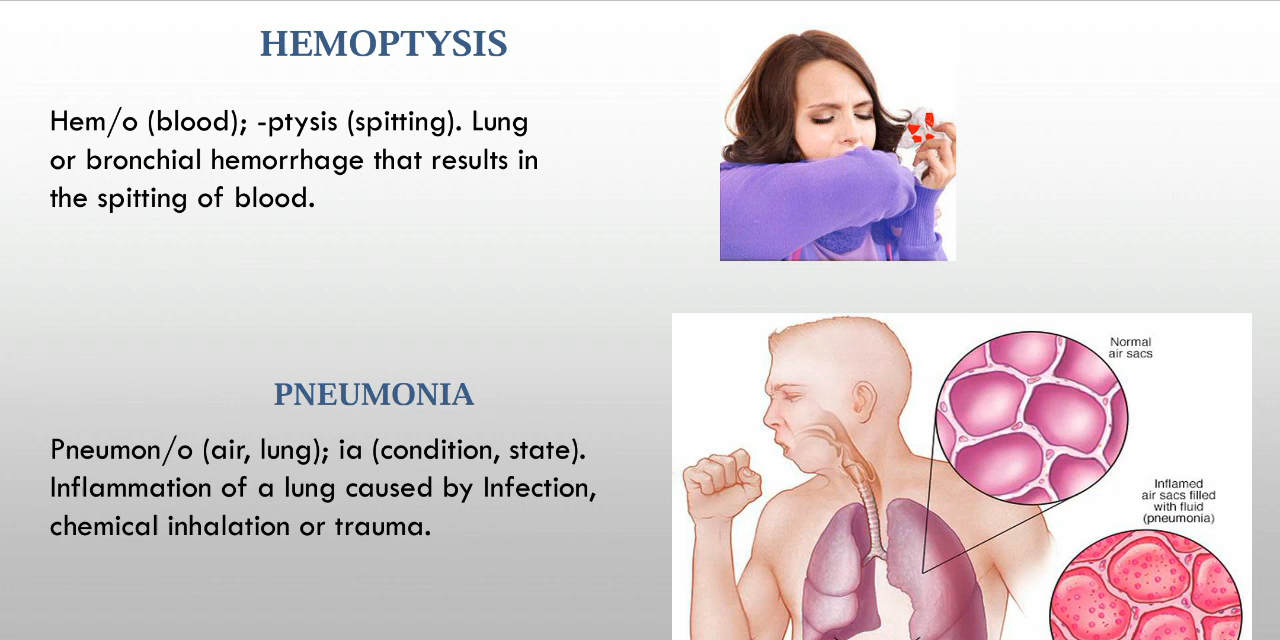 HEMOPTYSIS
Hem/o (blood); -ptysis (spitting). Lung
or bronchial hemorrhage that results in
the spitting of blood.
PNEUMONIA
Pneumon/o (air, lung); ia (condition, state).
Inflammation of a lung caused by Infection,
chemical inhalation or trauma.
Normal
air sacs
Inflamed
air sacs filled
with fluid
(pneumonia)